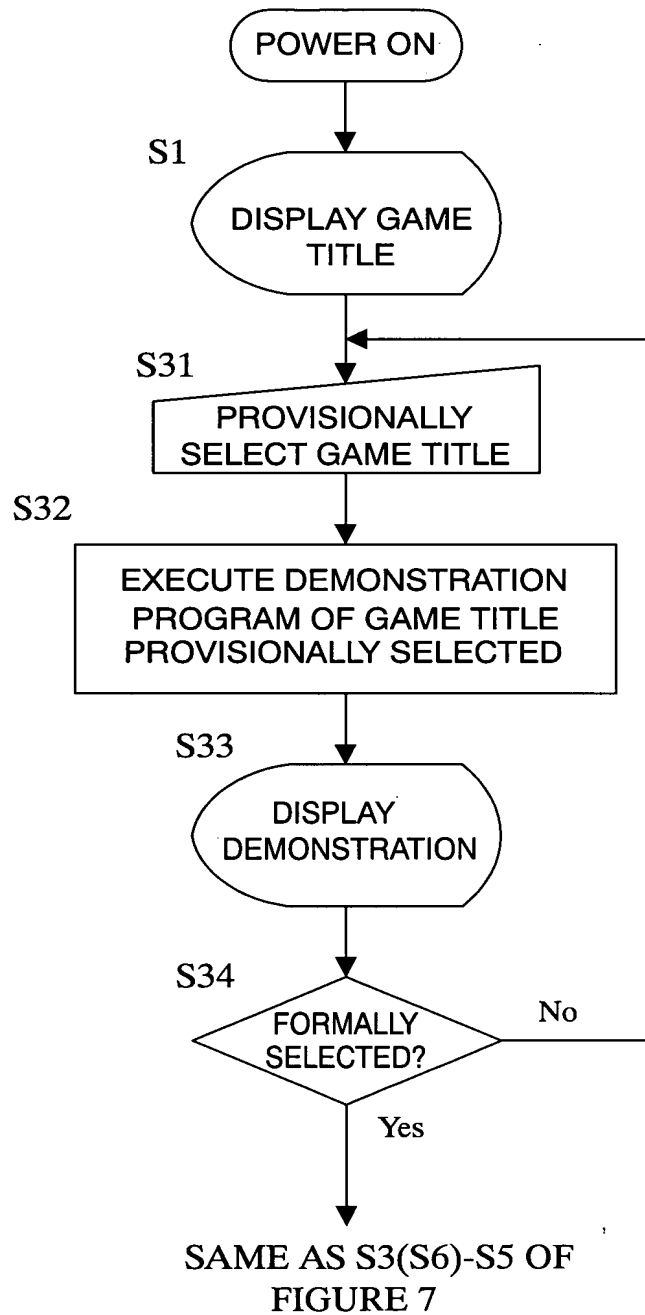 POWER ON
S1
DISPLAY GAME
TITLE
S31
PROVISIONALLY
SELECT GAME TITLE
S32
EXECUTE DEMONSTRATION
PROGRAM OF GAME TITLE
PROVISIONALLY SELECTED
S33
DISPLAY
DEMONSTRATION
S34
FORMALLY
SELECTED?
No
Yes
SAME AS S3(S6)-S5 OF
FIGURE 7